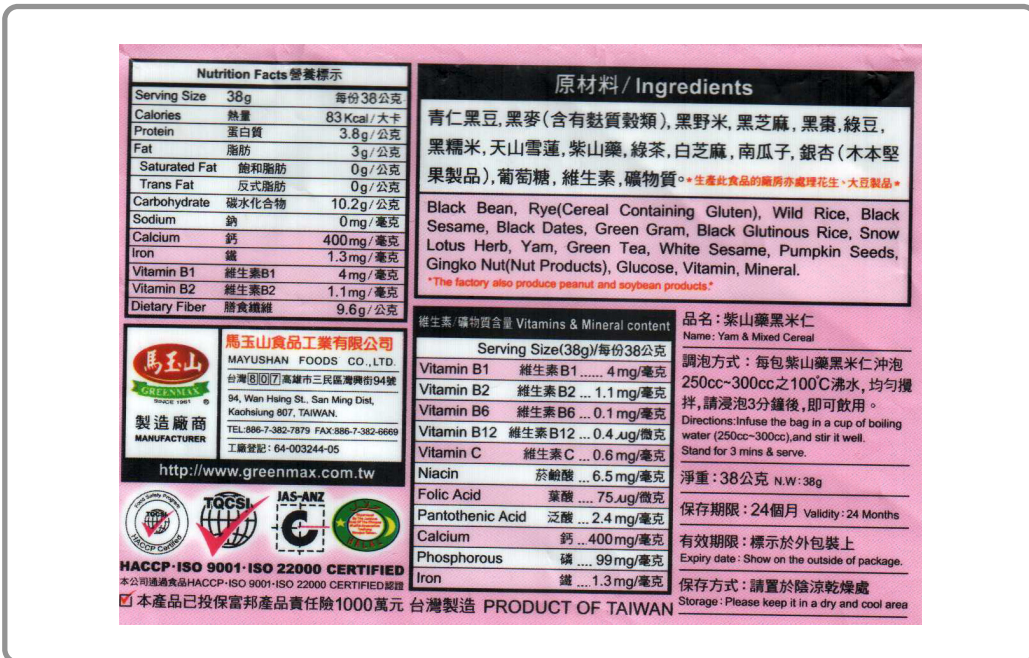 Nutrition Facts營養標示
Serving Size 38g 每份38公克
Calories 熱量 83Kcal/大卡
Protein 蛋白質 3.8g/公克
Fat 脂肪 3g/公克
Saturated Fat 飽和脂肪 0g/公克
Trans Fat 反式脂肪 0g/公克
Carbohydrate 碳水化合物 10.2g/公克
Sodium 鈉 0mg/毫克
Calcium 鈣 400mg/毫克
Iron 鐵 1.3mg/毫克
Vitamin B1 維生素B1 4mg/毫克
Vitamin B2 維生素B2 1.1mg/毫克
Dietary Fiber 膳食纖維 9.6g/公克
原材料/Ingredients
青仁黑豆,黑麥(含有麩質穀類),黑野米,黑芝麻,黑棗,綠豆,
黑糯米,天山雪蓮,紫山藥,綠茶,白芝麻,南瓜子,銀杏(木本堅
果製品),葡萄糖,維生素,礦物質。*生產此食品的廠房亦處理花生、大豆製品*
Black Bean, Rye(Cereal Containing Gluten), Wild Rice, Black
Sesame, Black Dates, Green Gram, Black Glutinous Rice, Snow
Lotus Herb, Yam, Green Tea, White Sesame, Pumpkin Seeds,
Gingko Nut(Nut Products), Glucose, Vitamin, Mineral.
*The factory also produce peanut and soybean products.*
馬玉山
GREENMAX
SINCE 1961 ®
製造廠商
MANUFACTURER
馬玉山食品工業有限公司
MAYUSHAN FOODS CO.,LTD.
台灣807高雄市三民區灣興街94號
94, Wan Hsing St., San Ming Dist,
Kaohsiung 807, TAIWAN.
TEL:886-7-382-7879 FAX:886-7-382-6669
工廠登記:64-003244-05
http://www.greenmax.com.tw
Food Safety Program
TQCSI
HACCP Certified
TQCSI
JAS-ANZ
HACCP·ISO 9001·ISO 22000 CERTIFIED
本公司通過食品HACCP·ISO 9001·ISO 22000 CERTIFIED認證
本產品已投保富邦產品責任險1000萬元 台灣製造 PRODUCT OF TAIWAN
維生素/礦物質含量 Vitamins & Mineral content
Serving Size(38g)/每份38公克
Vitamin B1 維生素B1...... 4mg/毫克
Vitamin B2 維生素B2 ... 1.1mg/毫克
Vitamin B6 維生素B6 ... 0.1mg/毫克
Vitamin B12 維生素B12 ... 0.4µg/微克
Vitamin C 維生素C ... 0.6mg/毫克
Niacin 菸鹼酸 ... 6.5mg/毫克
Folic Acid 葉酸 .... 75µg/微克
Pantothenic Acid 泛酸 ... 2.4mg/毫克
Calcium 鈣 ..400mg/毫克
Phosphorous 磷 .... 99mg/毫克
Iron 鐵 ...1.3mg/毫克
品名:紫山藥黑米仁
Name: Yam & Mixed Cereal
調泡方式:每包紫山藥黑米仁沖泡
250cc~300cc之100℃沸水,均勻攪
拌,請浸泡3分鐘後,即可飲用。
Directions:Infuse the bag in a cup of boiling
water (250cc~300cc),and stir it well.
Stand for 3 mins & serve.
淨重:38公克 N.W:38g
保存期限:24個月 Validity: 24 Months
有效期限:標示於外包裝上
Expiry date: Show on the outside of package.
保存方式:請置於陰涼乾燥處
Storage: Please keep it in a dry and cool area